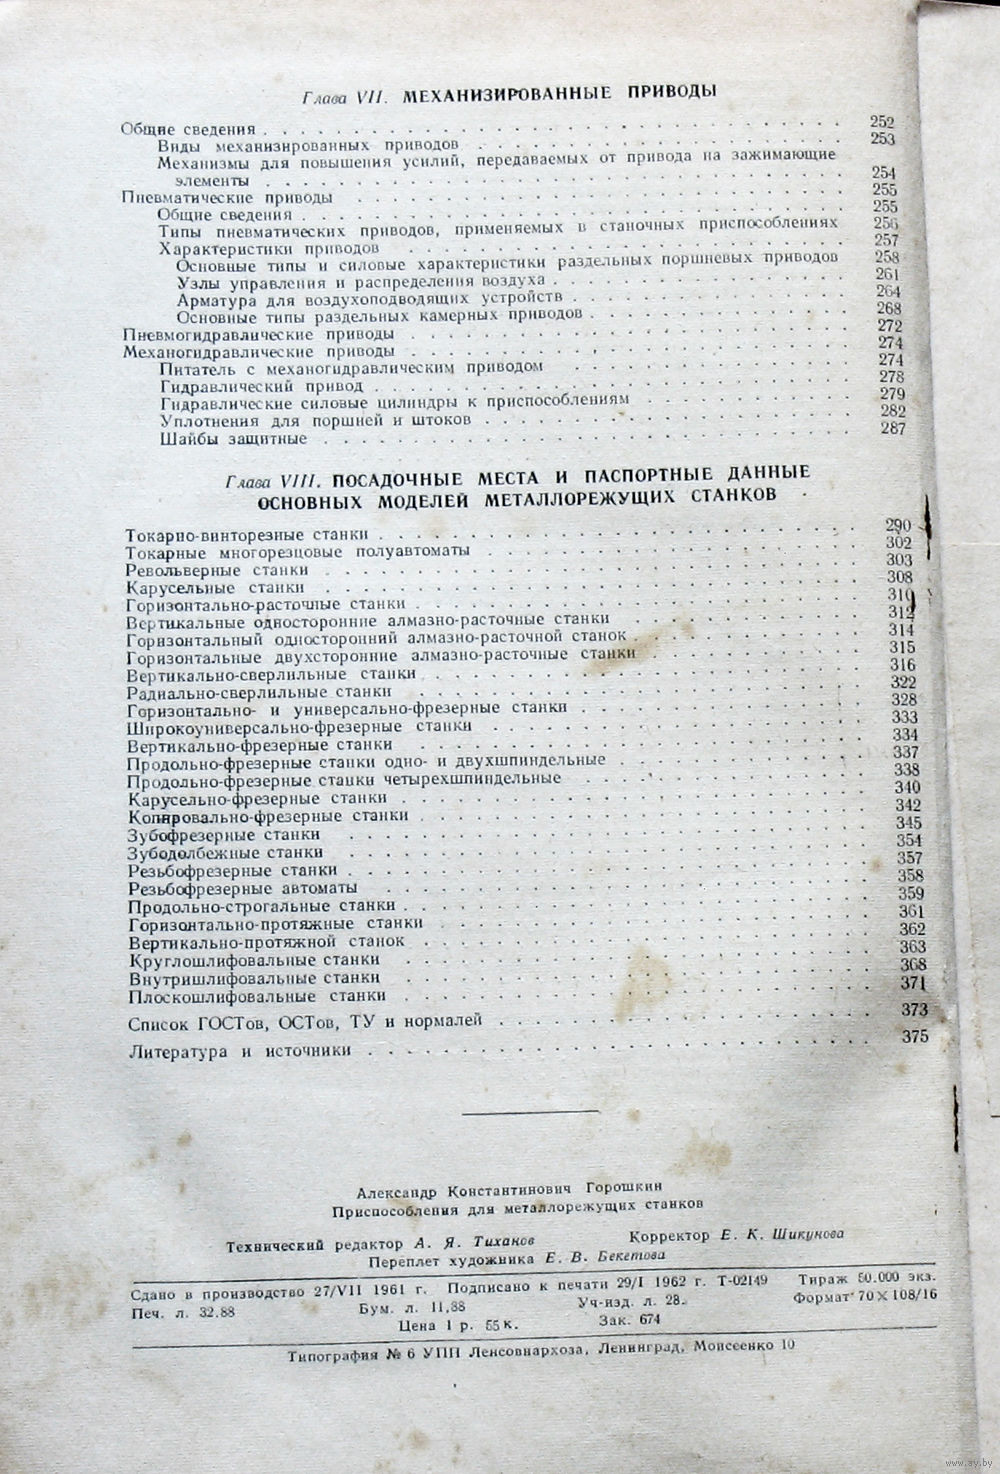 Глава VII. МЕХАНИЗИРОВАННЫЕ ПРИВОДЫ
Общие сведения . . . 252
Виды механизированных приводов . . . 253
Механизмы для повышения усилий, передаваемых от привода на зажимающие
элементы . . . 254
Пневматические приводы . . . 255
Общие сведения . . . 255
Типы пневматических приводов, применяемых в станочных приспособлениях 256
Характеристики приводов . . . 257
Основные типы и силовые характеристики раздельных поршневых приводов 258
Узлы управления и распределения воздуха . . . 261
Арматура для воздухоподводящих устройств . . . 264
Основные типы раздельных камерных приводов . . . 268
Пневмогидравлические приводы . . . 272
Механогидравлические приводы . . . 274
Питатель с механогидравлическим приводом . . . 274
Гидравлический привод . . . 278
Гидравлические силовые цилиндры к приспособлениям . . . 279
Уплотнения для поршней и штоков . . . 282
Шайбы защитные . . . 287
Глава VIII. ПОСАДОЧНЫЕ МЕСТА И ПАСПОРТНЫЕ ДАННЫЕ
ОСНОВНЫХ МОДЕЛЕЙ МЕТАЛЛОРЕЖУЩИХ СТАНКОВ
Токарно-винторезные станки . . . 290
Токарные многорезцовые полуавтоматы . . . 302
Револьверные станки . . . 303
Карусельные станки . . . 308
Горизонтально-расточные станки . . . 310
Вертикальные односторонние алмазно-расточные станки . . . 312
Горизонтальный односторонний алмазно-расточной станок . . . 314
Горизонтальные двухсторонние алмазно-расточные станки . . . 315
Вертикально-сверлильные станки . . . 316
Радиально-сверлильные станки . . . 322
Горизонтально- и универсально-фрезерные станки . . . 328
Широкоуниверсально-фрезерные станки . . . 333
Вертикально-фрезерные станки . . . 334
Продольно-фрезерные станки одно- и двухшпиндельные . . . 337
Продольно-фрезерные станки четырехшпиндельные . . . 338
Карусельно-фрезерные станки . . . 340
Копировально-фрезерные станки . . . 342
Зубофрезерные станки . . . 345
Зубодолбежные станки . . . 354
Резьбофрезерные станки . . . 357
Резьбофрезерные автоматы . . . 358
Продольно-строгальные станки . . . 359
Горизонтально-протяжные станки . . . 361
Вертикально-протяжной станок . . . 362
Круглошлифовальные станки . . . 363
Внутришлифовальные станки . . . 368
Плоскошлифовальные станки . . . 371
Список ГОСТов, ОСТов, ТУ и нормалей . . . 373
Литература и источники . . . 375
Александр Константинович Горошкин
Приспособления для металлорежущих станков
Технический редактор А. Я. Тиханов Корректор Е. К. Шикунова
Переплет художника Е. В. Бекетова
Сдано в производство 27/VII 1961 г. Подписано к печати 29/I 1962 г. Т-02149 Тираж 50.000 экз.
Печ. л. 32.88 Бум. л. 11,88 Уч-изд. л. 28. Формат 70×108/16
Цена 1 р. 55 к. Зак. 674
Типография № 6 УПП Ленсовнархоза, Ленинград, Моисеенко 10
www.ay.by